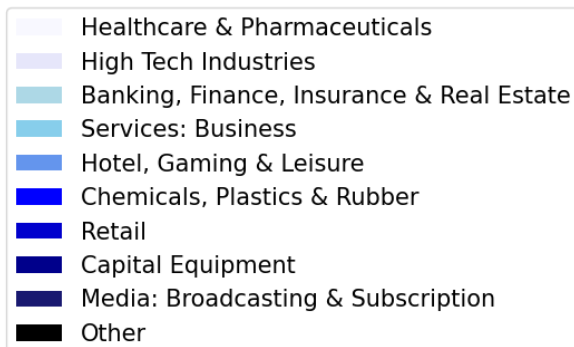 Healthcare & Pharmaceuticals
High Tech Industries
Banking, Finance, Insurance & Real Estate
Services: Business
Hotel, Gaming & Leisure
Chemicals, Plastics & Rubber
Retail
Capital Equipment
Media: Broadcasting & Subscription
Other